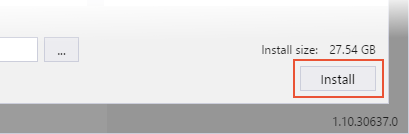 ...
Install size: 27.54 GB
Install
1.10.30637.0